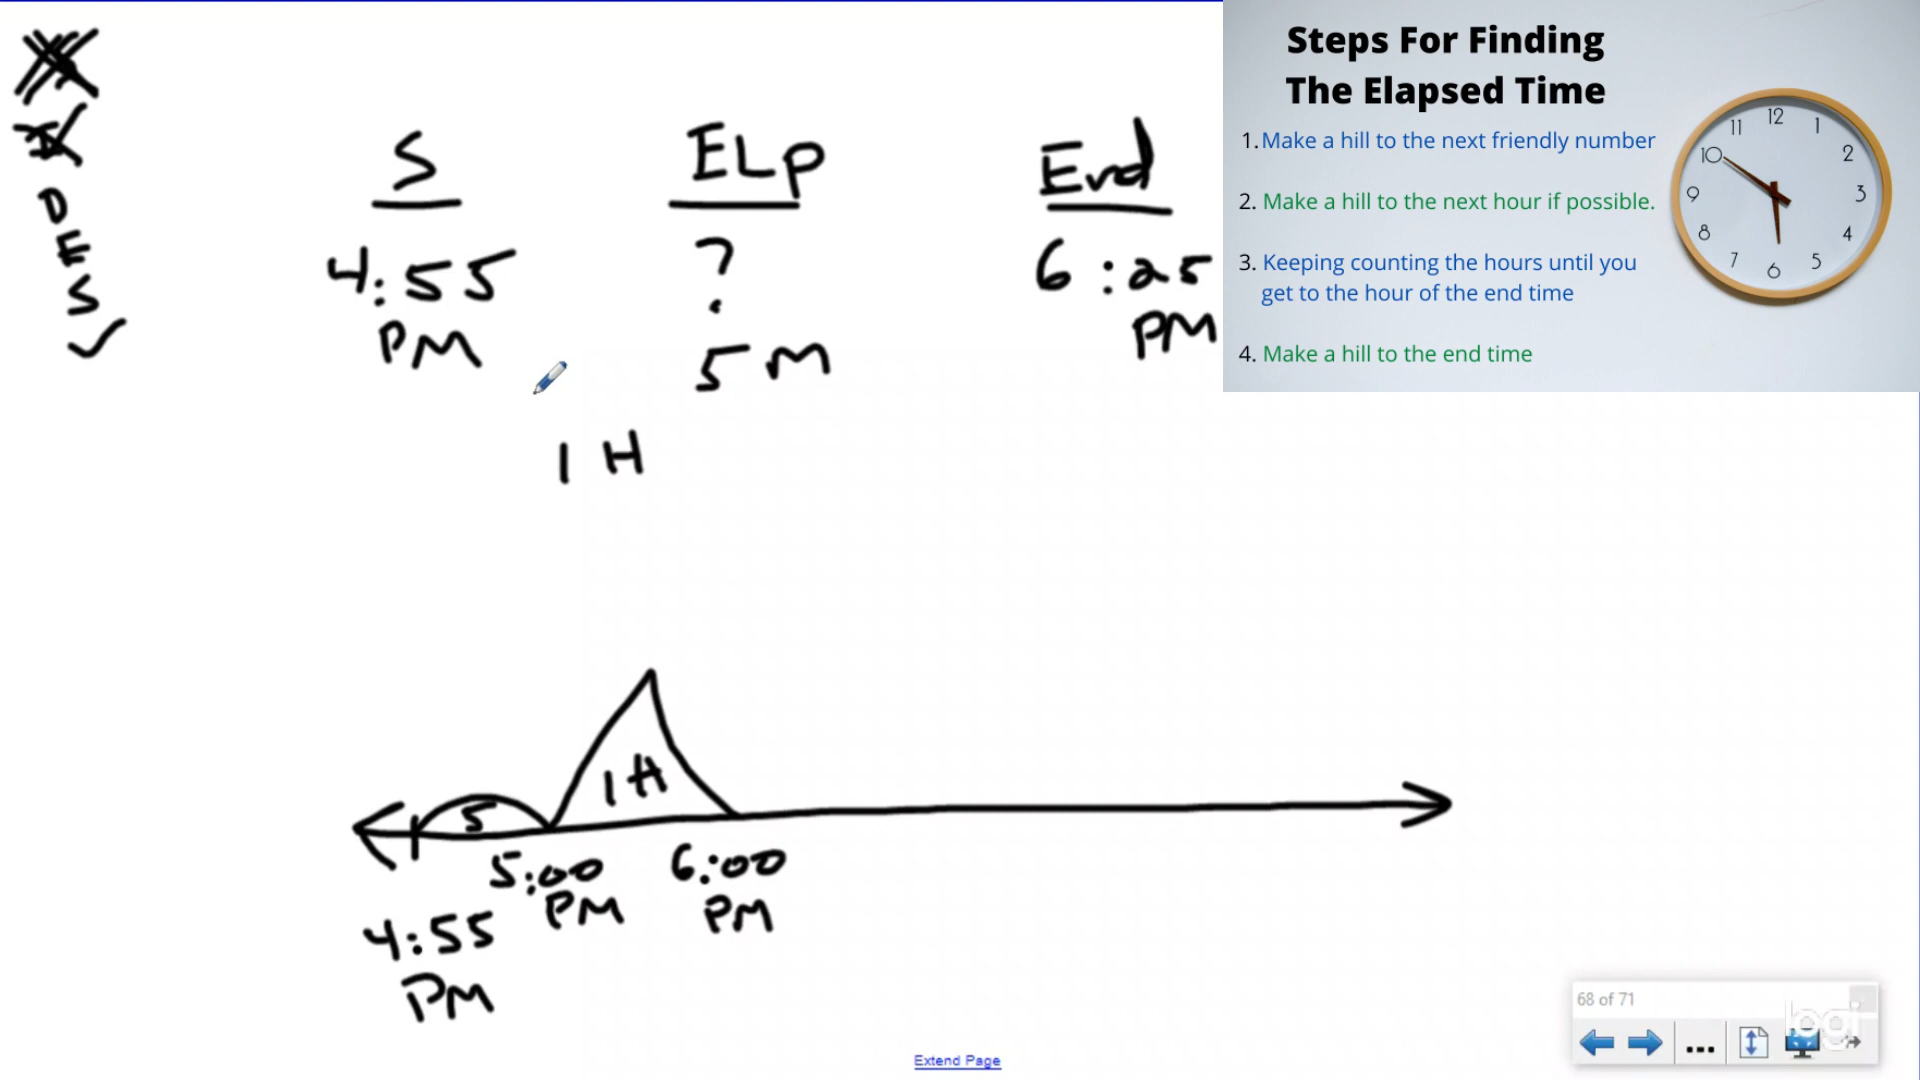 Steps For Finding
The Elapsed Time
1. Make a hill to the next friendly number
2. Make a hill to the next hour if possible.
3. Keeping counting the hours until you
get to the hour of the end time
4. Make a hill to the end time
12
11
1
10
2
9
3
8
4
7
5
6
D
E
S
S
ELP
End
4:55
PM
?
6:25
PM
5 M
1 H
5
1 H
5:00
PM
6:00
PM
4:55
PM
68 of 71
logi
Extend Page